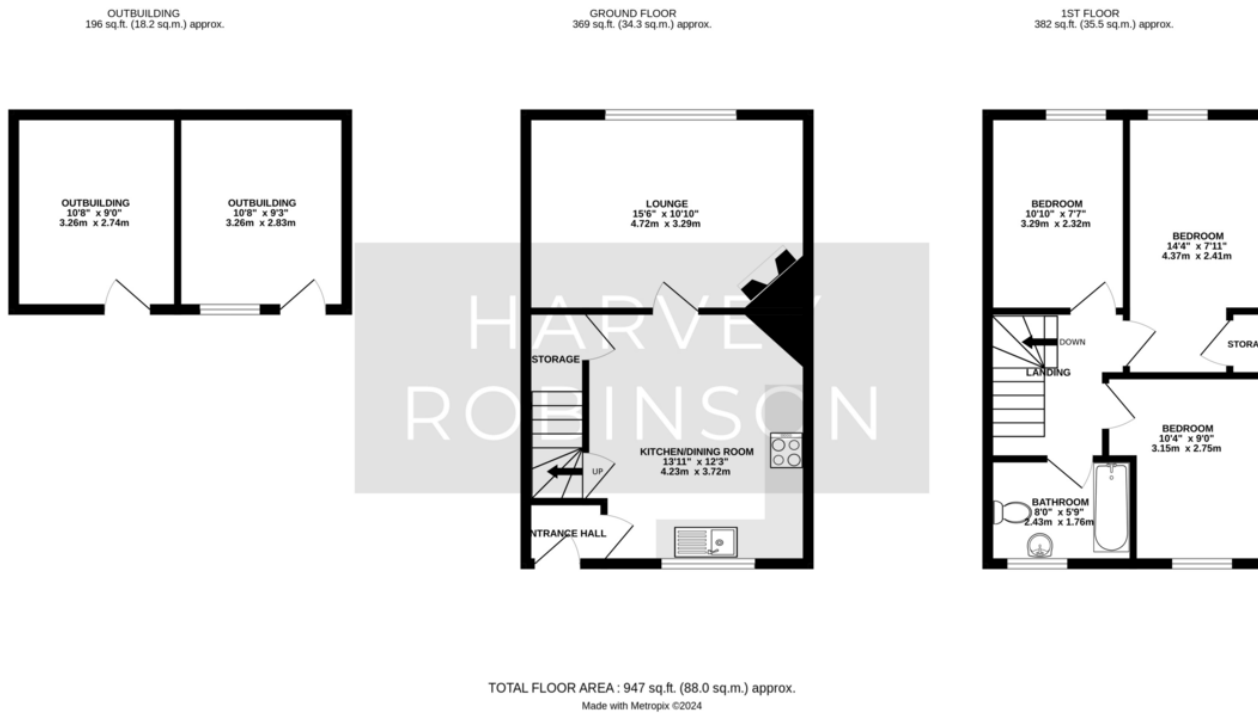 OUTBUILDING
196 sq.ft. (18.2 sq.m.) approx.
GROUND FLOOR
369 sq.ft. (34.3 sq.m.) approx.
1ST FLOOR
382 sq.ft. (35.5 sq.m.) approx.
OUTBUILDING
10'8" x 9'0"
3.26m x 2.74m
OUTBUILDING
10'8" x 9'3"
3.26m x 2.83m
LOUNGE
15'6" x 10'10"
4.72m x 3.29m
STORAGE
KITCHEN/DINING ROOM
13'11" x 12'3"
4.23m x 3.72m
UP
NTRANCE HALL
HARVEY
ROBINSON
BEDROOM
10'10" x 7'7"
3.29m x 2.32m
BEDROOM
14'4" x 7'11"
4.37m x 2.41m
DOWN
LANDING
STORA
BEDROOM
10'4" x 9'0"
3.15m x 2.75m
BATHROOM
8'0" x 5'9"
2.43m x 1.76m
TOTAL FLOOR AREA : 947 sq.ft. (88.0 sq.m.) approx.
Made with Metropix ©2024